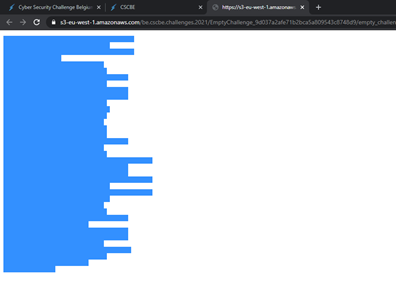 Cyber Security Challenge Belgiu
CSCBE
https://s3-eu-west-1.amazonaws
s3-eu-west-1.amazonaws.com/be.cscbe.challenges.2021/EmptyChallenge_9d037a2afe71b2bca5a809543c8748d9/empty_challen